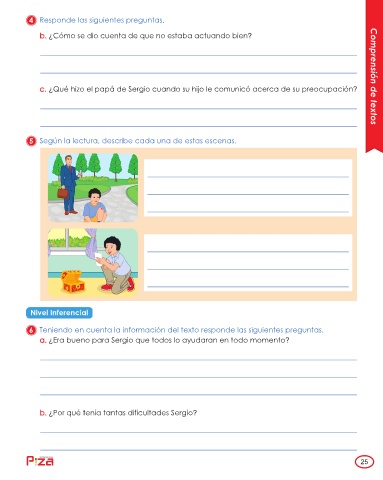 4 Responde las siguientes preguntas.
b. ¿Cómo se dio cuenta de que no estaba actuando bien?
c. ¿Qué hizo el papá de Sergio cuando su hijo le comunicó acerca de su preocupación?
Comprensión de textos
5 Según la lectura, describe cada una de estas escenas.
Nivel Inferencial
6 Teniendo en cuenta la información del texto responde las siguientes preguntas.
a. ¿Era bueno para Sergio que todos lo ayudaran en todo momento?
b. ¿Por qué tenía tantas dificultades Sergio?
PIZA
25